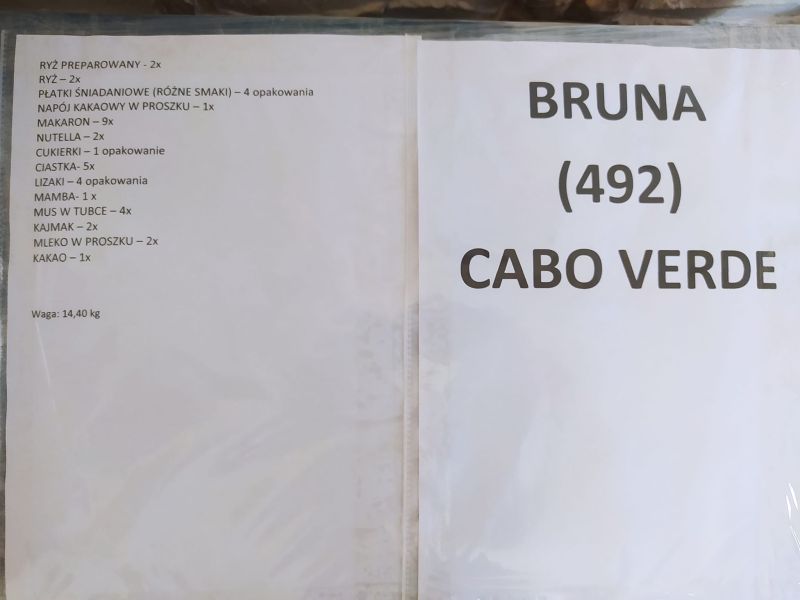 RYŻ PREPAROWANY - 2x
RYŻ – 2x
PŁATKI ŚNIADANIOWE (RÓŻNE SMAKI) – 4 opakowania
NAPÓJ KAKAOWY W PROSZKU – 1x
MAKARON – 9x
NUTELLA – 2x
CUKIERKI – 1 opakowanie
CIASTKA- 5x
LIZAKI – 4 opakowania
MAMBA- 1 x
MUS W TUBCE – 4x
KAJMAK – 2x
MLEKO W PROSZKU – 2x
KAKAO – 1x
Waga: 14,40 kg
BRUNA
(492)
CABO VERDE